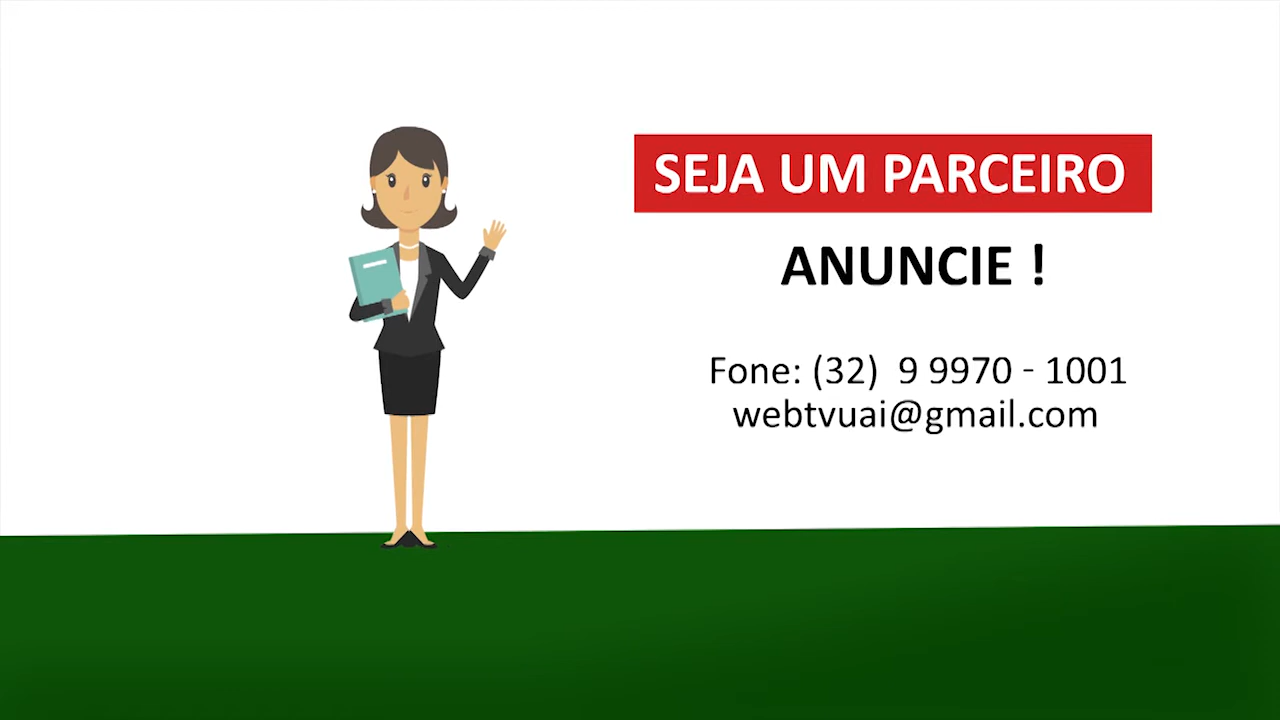 SEJA UM PARCEIRO
ANUNCIE !
Fone: (32) 9 9970 - 1001
webtvuai@gmail.com